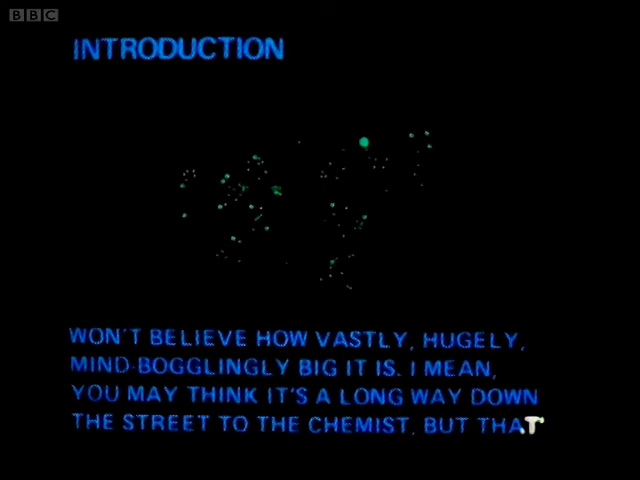 BBC
INTRODUCTION
WON'T BELIEVE HOW VASTLY, HUGELY,
MIND-BOGGLINGLY BIG IT IS. I MEAN,
YOU MAY THINK IT'S A LONG WAY DOWN
THE STREET TO THE CHEMIST, BUT THAT